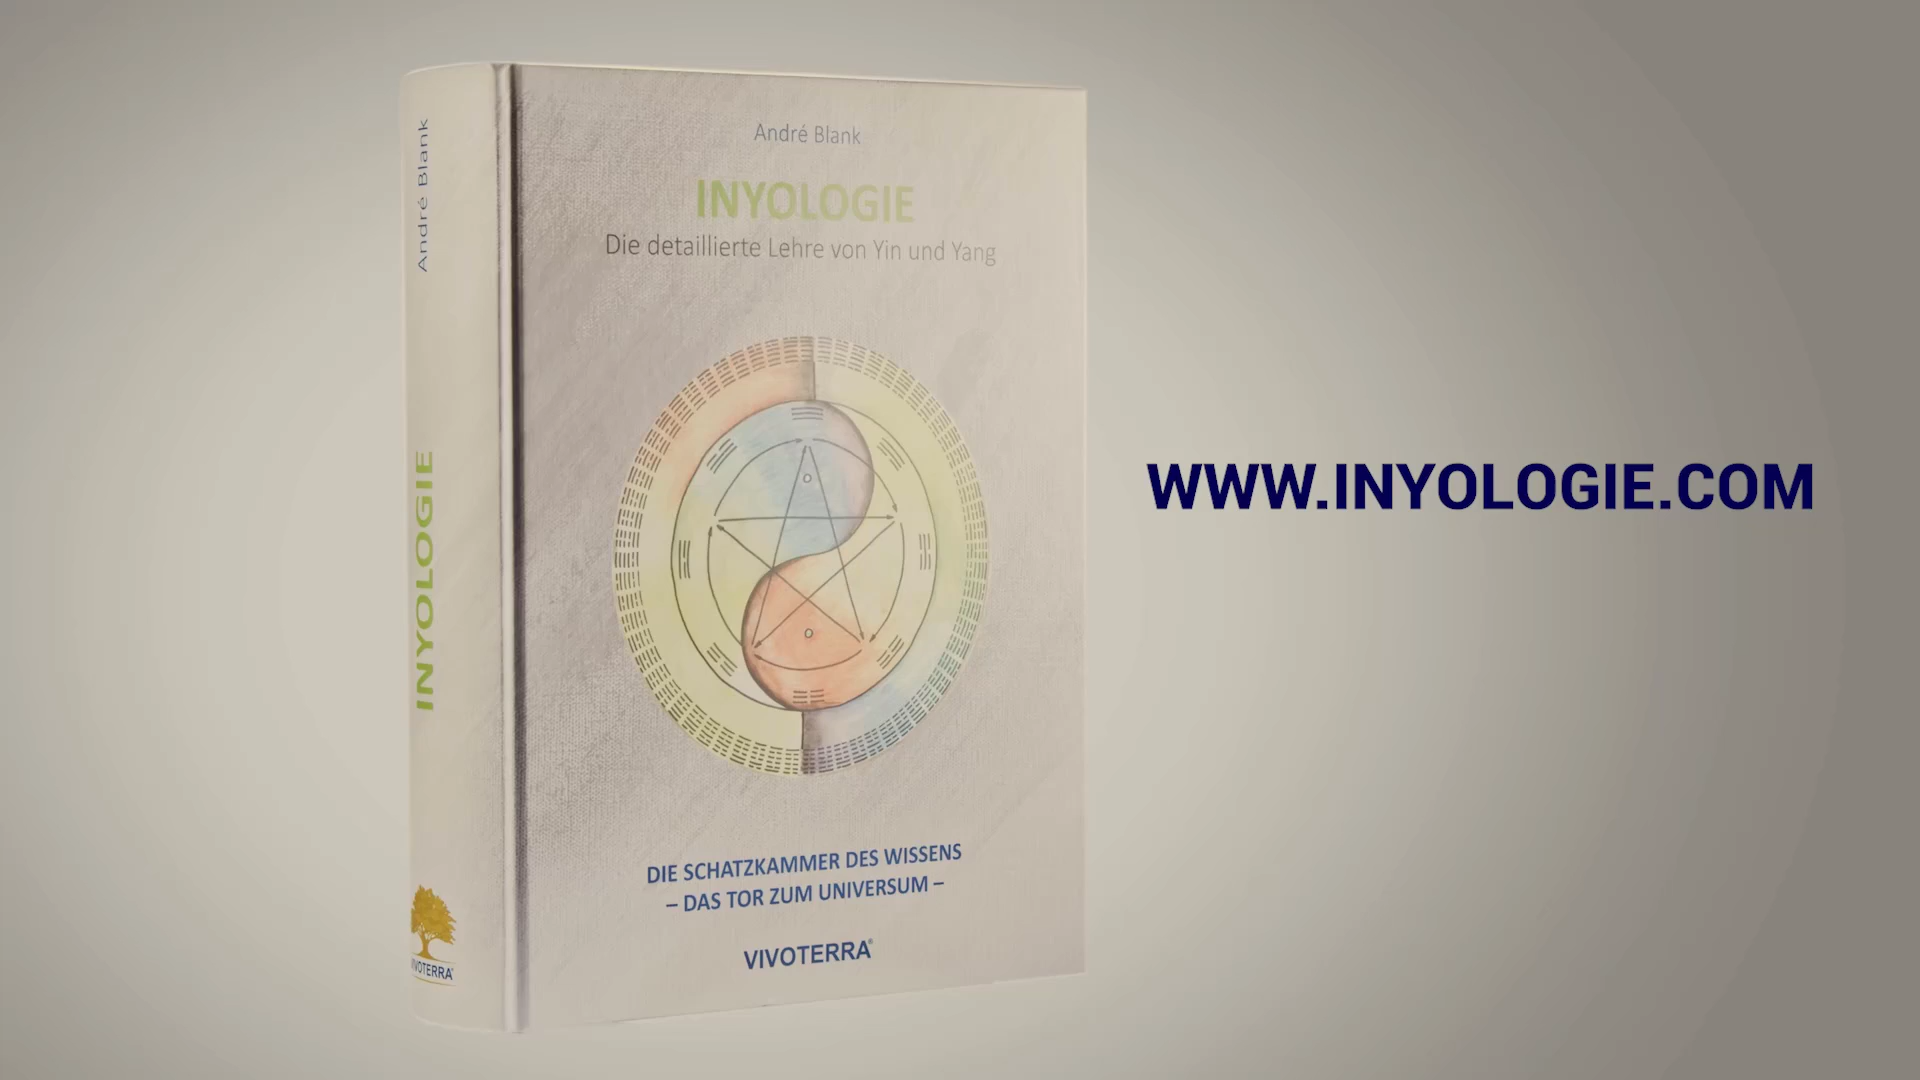 André Blank
INYOLOGIE
VIVOTERRA®
André Blank
INYOLOGIE
Die detaillierte Lehre von Yin und Yang
DIE SCHATZKAMMER DES WISSENS
– DAS TOR ZUM UNIVERSUM –
VIVOTERRA®
WWW.INYOLOGIE.COM